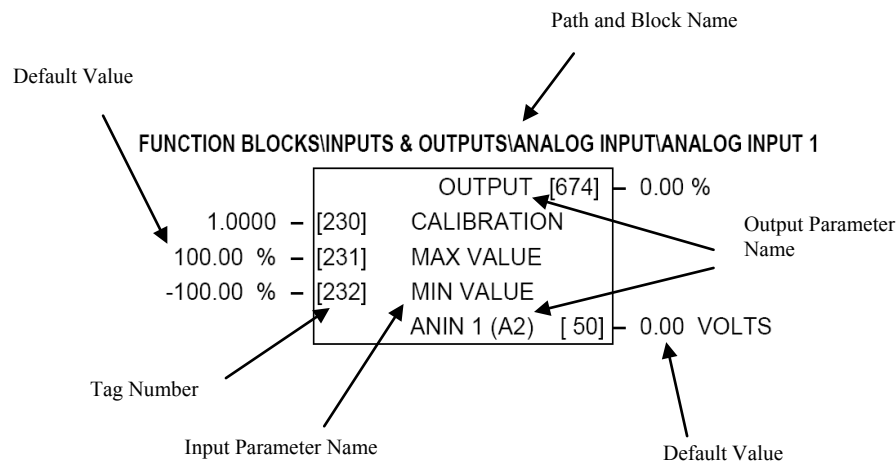 Path and Block Name
Default Value
FUNCTION BLOCKS\INPUTS & OUTPUTS\ANALOG INPUT\ANALOG INPUT 1
OUTPUT [674] – 0.00 %
1.0000 – [230] CALIBRATION
100.00 % – [231] MAX VALUE
-100.00 % – [232] MIN VALUE
ANIN 1 (A2) [ 50] – 0.00 VOLTS
Output Parameter
Name
Tag Number
Input Parameter Name
Default Value